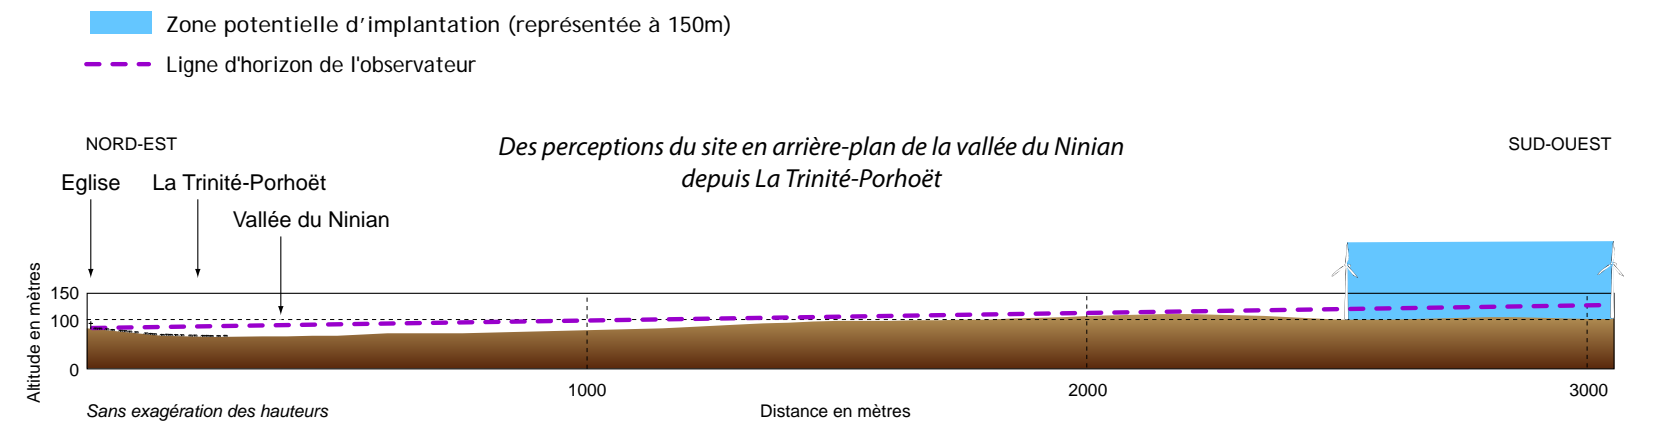 Zone potentielle d’implantation (représentée à 150m)
Ligne d'horizon de l'observateur
NORD-EST
Des perceptions du site en arrière-plan de la vallée du Ninian
SUD-OUEST
depuis La Trinité-Porhoët
Eglise
La Trinité-Porhoët
Vallée du Ninian
Altitude en mètres
150
100
0
1000
2000
3000
Sans exagération des hauteurs
Distance en mètres